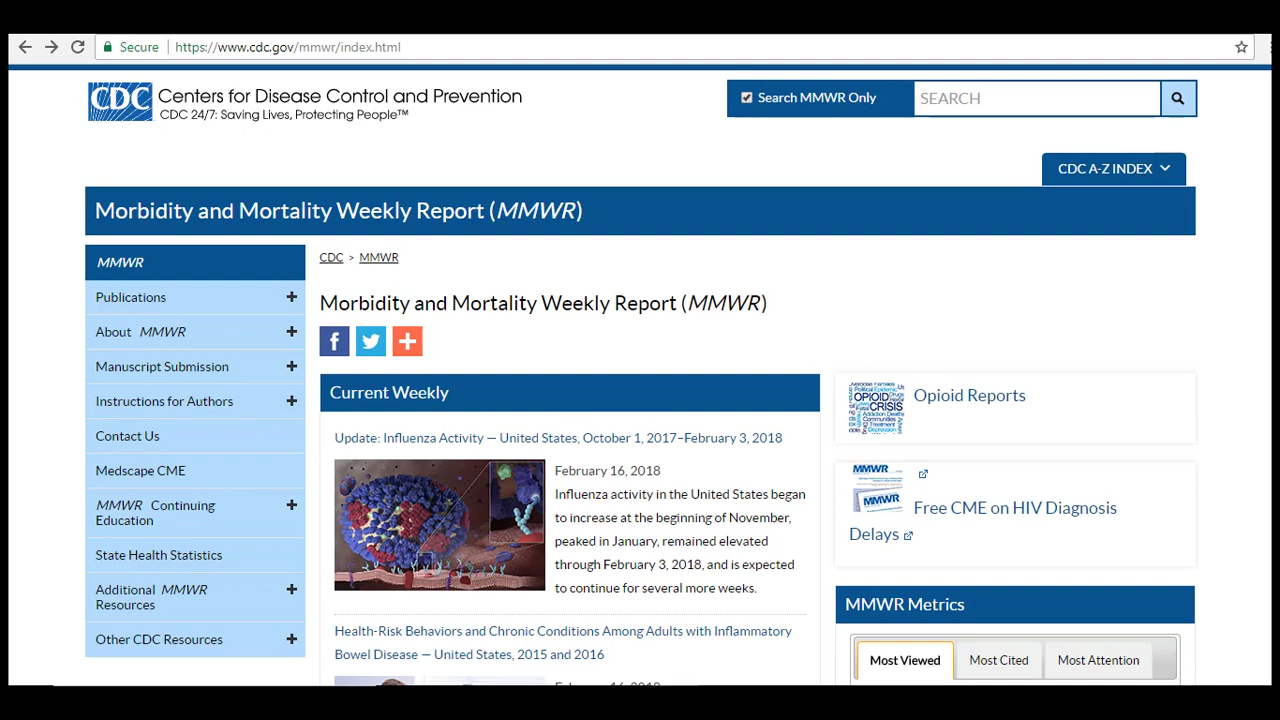 Secure https://www.cdc.gov/mmwr/index.html
CDC Centers for Disease Control and Prevention
CDC 24/7: Saving Lives, Protecting People™
Search MMWR Only SEARCH
CDC A-Z INDEX
Morbidity and Mortality Weekly Report (MMWR)
MMWR
Publications
About MMWR
Manuscript Submission
Instructions for Authors
Contact Us
Medscape CME
MMWR Continuing
Education
State Health Statistics
Additional MMWR
Resources
Other CDC Resources
CDC > MMWR
Morbidity and Mortality Weekly Report (MMWR)
Current Weekly
Update: Influenza Activity — United States, October 1, 2017–February 3, 2018
February 16, 2018
Influenza activity in the United States began
to increase at the beginning of November,
peaked in January, remained elevated
through February 3, 2018, and is expected
to continue for several more weeks.
Health-Risk Behaviors and Chronic Conditions Among Adults with Inflammatory
Bowel Disease — United States, 2015 and 2016
February 16, 2018
OPIOID
CRISIS
Opioid Reports
MMWR
MMWR
Free CME on HIV Diagnosis
Delays
MMWR Metrics
Most Viewed Most Cited Most Attention